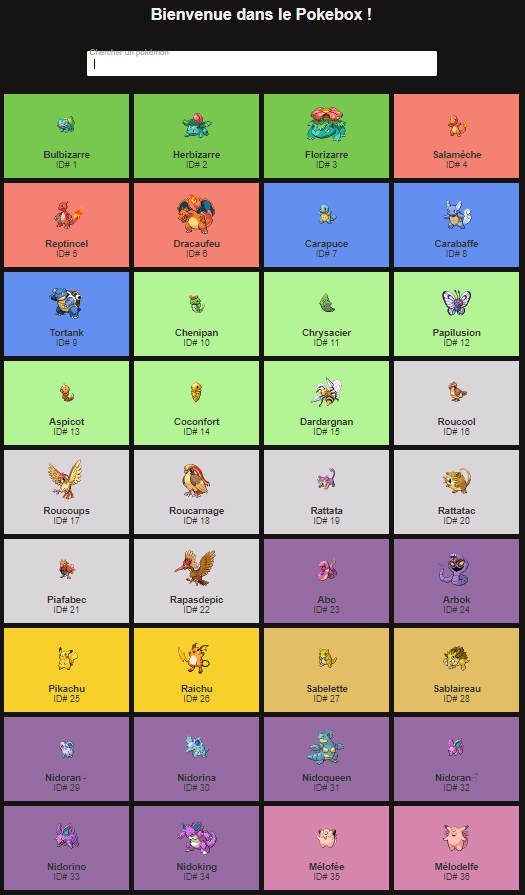 Bienvenue dans le Pokebox !
Chercher un pokémon
Bulbizarre
ID# 1
Herbizarre
ID# 2
Florizarre
ID# 3
Salamèche
ID# 4
Reptincel
ID# 5
Dracaufeu
ID# 6
Carapuce
ID# 7
Carabaffe
ID# 8
Tortank
ID# 9
Chenipan
ID# 10
Chrysacier
ID# 11
Papilusion
ID# 12
Aspicot
ID# 13
Coconfort
ID# 14
Dardargnan
ID# 15
Roucool
ID# 16
Roucoups
ID# 17
Roucarnage
ID# 18
Rattata
ID# 19
Rattatac
ID# 20
Piafabec
ID# 21
Rapasdepic
ID# 22
Abo
ID# 23
Arbok
ID# 24
Pikachu
ID# 25
Raichu
ID# 26
Sabelette
ID# 27
Sablaireau
ID# 28
Nidoran♀
ID# 29
Nidorina
ID# 30
Nidoqueen
ID# 31
Nidoran♂
ID# 32
Nidorino
ID# 33
Nidoking
ID# 34
Mélofée
ID# 35
Mélodelfe
ID# 36